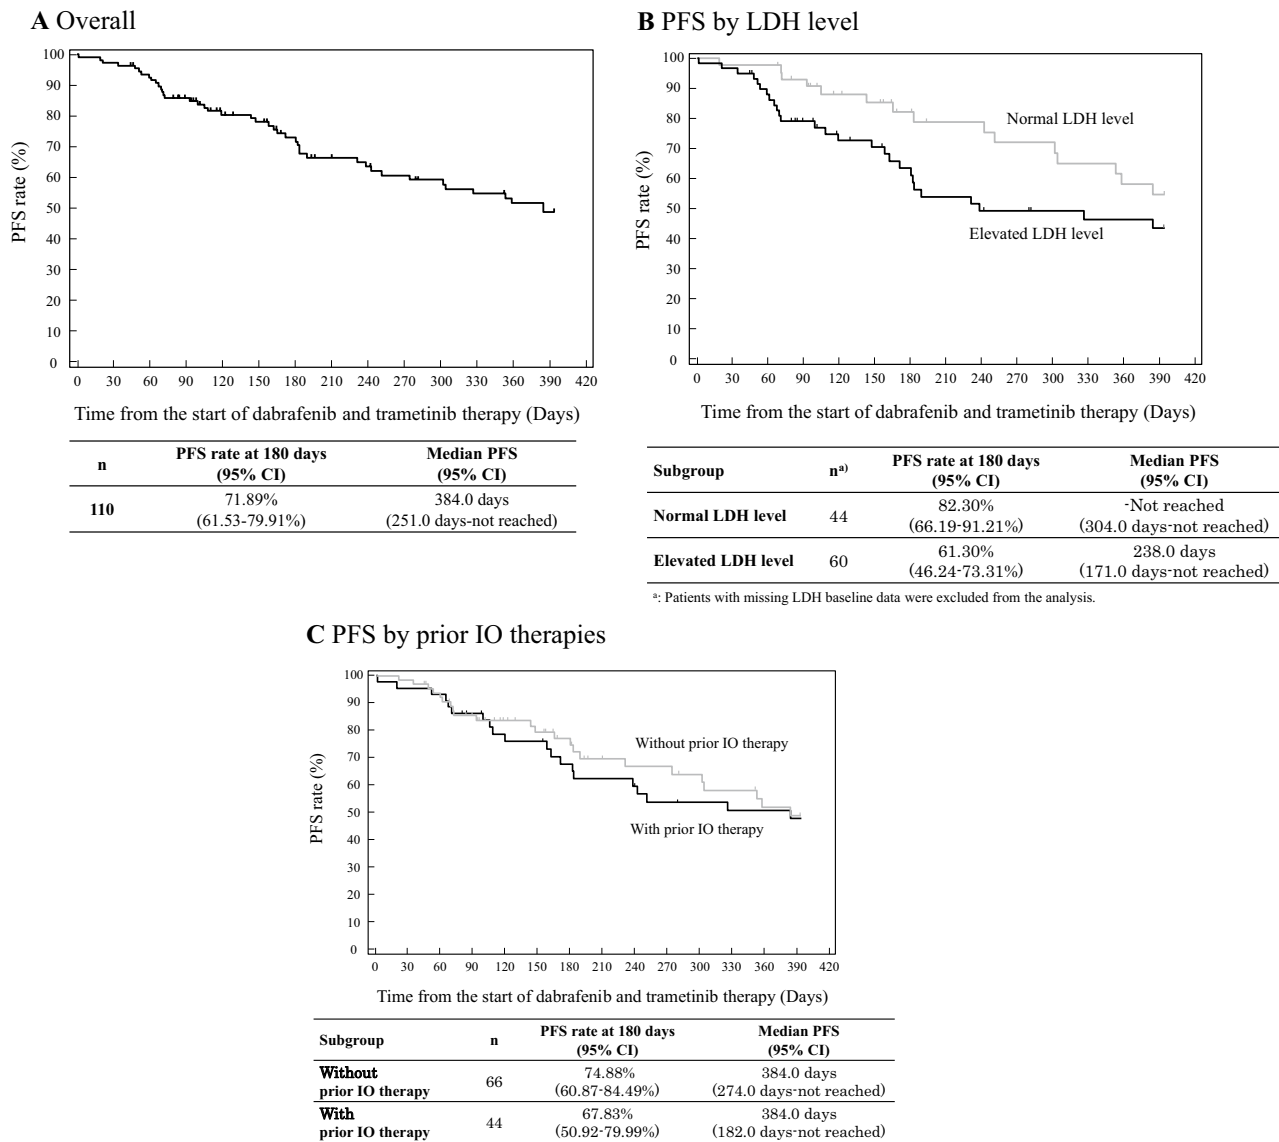 A Overall
PFS rate (%)
100
90
80
70
60
50
40
30
20
10
0
0 30 60 90 120 150 180 210 240 270 300 330 360 390 420
Time from the start of dabrafenib and trametinib therapy (Days)
n PFS rate at 180 days (95% CI) Median PFS (95% CI)
110 71.89% (61.53-79.91%) 384.0 days (251.0 days-not reached)
B PFS by LDH level
PFS rate (%)
100
90
80
70
60
50
40
30
20
10
0
Normal LDH level
Elevated LDH level
0 30 60 90 120 150 180 210 240 270 300 330 360 390 420
Time from the start of dabrafenib and trametinib therapy (Days)
Subgroup nᵃ⁾ PFS rate at 180 days (95% CI) Median PFS (95% CI)
Normal LDH level 44 82.30% (66.19-91.21%) -Not reached (304.0 days-not reached)
Elevated LDH level 60 61.30% (46.24-73.31%) 238.0 days (171.0 days-not reached)
ᵃ: Patients with missing LDH baseline data were excluded from the analysis.
C PFS by prior IO therapies
PFS rate (%)
100
90
80
70
60
50
40
30
20
10
0
Without prior IO therapy
With prior IO therapy
0 30 60 90 120 150 180 210 240 270 300 330 360 390 420
Time from the start of dabrafenib and trametinib therapy (Days)
Subgroup n PFS rate at 180 days (95% CI) Median PFS (95% CI)
Without prior IO therapy 66 74.88% (60.87-84.49%) 384.0 days (274.0 days-not reached)
With prior IO therapy 44 67.83% (50.92-79.99%) 384.0 days (182.0 days-not reached)